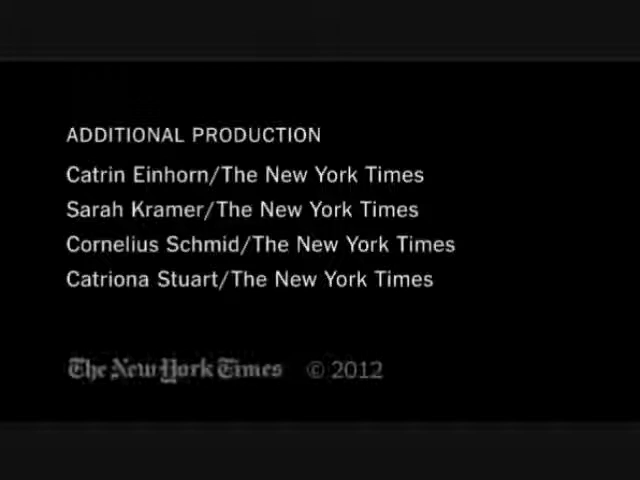 ADDITIONAL PRODUCTION
Catrin Einhorn/The New York Times
Sarah Kramer/The New York Times
Cornelius Schmid/The New York Times
Catriona Stuart/The New York Times
The New York Times © 2012